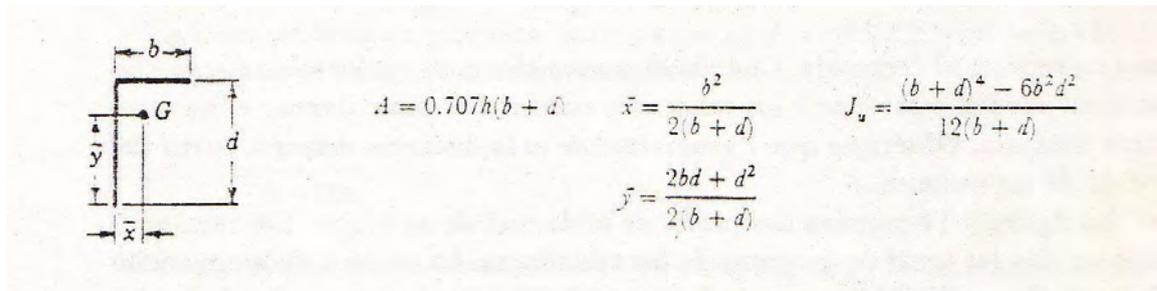 b
G
y
d
x̄
A = 0.707h(b + d)
x̄ = b² / 2(b + d)
ȳ = 2bd + d² / 2(b + d)
J_u = (b + d)⁴ − 6b²d² / 12(b + d)